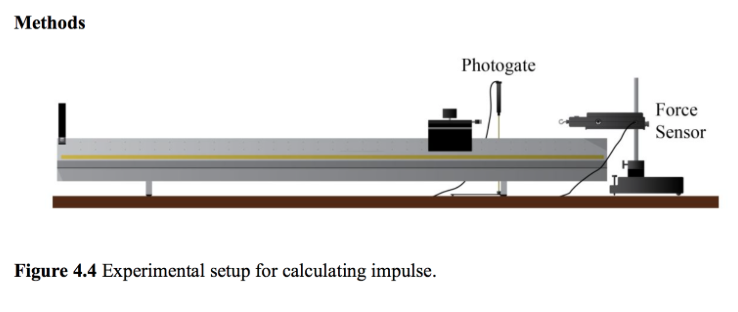 Methods
Photogate
Force
Sensor
Figure 4.4 Experimental setup for calculating impulse.